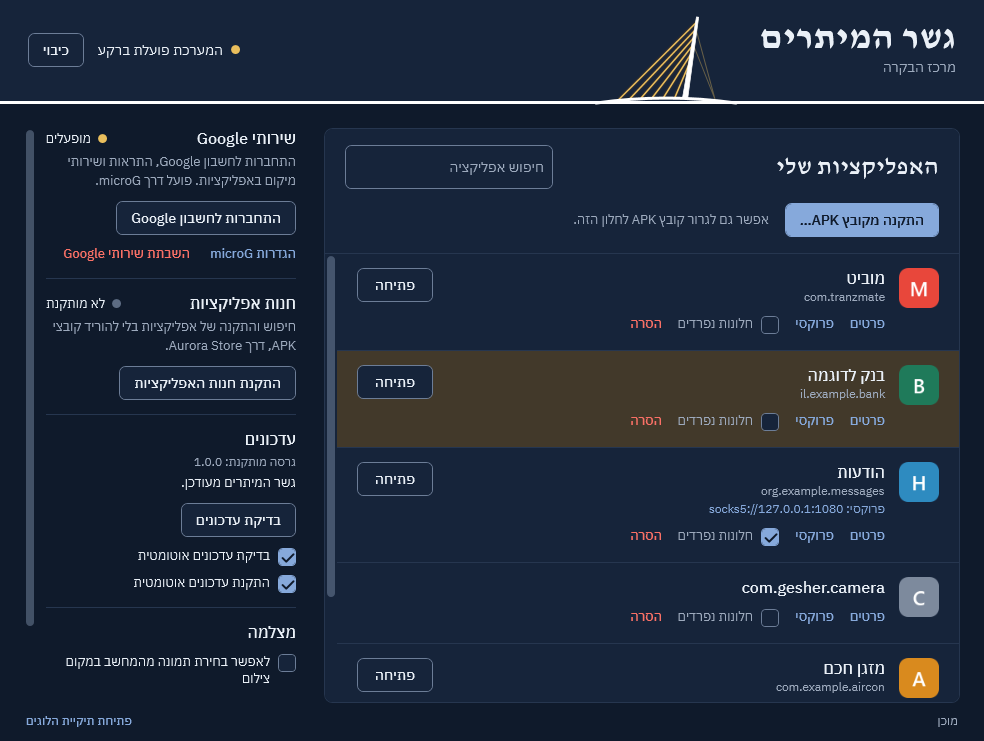 גשר המיתרים
מרכז הבקרה
המערכת פועלת ברקע
כיבוי
האפליקציות שלי
חיפוש אפליקציה
התקנה מקובץ APK...
אפשר גם לגרור קובץ APK לחלון הזה.
M
מוביט
com.tranzmate
פתיחה
פרטים פרוקסי חלונות נפרדים הסרה
B
בנק לדוגמה
il.example.bank
פתיחה
פרטים פרוקסי חלונות נפרדים הסרה
H
הודעות
org.example.messages
פרוקסי: socks5://127.0.0.1:1080
פתיחה
פרטים פרוקסי חלונות נפרדים הסרה
C
com.gesher.camera
פרטים פרוקסי חלונות נפרדים הסרה
A
מזגן חכם
com.example.aircon
פתיחה
שירותי Google
מופעלים
התחברות לחשבון Google, התראות ושירותי
מיקום באפליקציות. פועל דרך microG.
התחברות לחשבון Google
הגדרות microG השבתת שירותי Google
חנות אפליקציות
לא מותקנת
חיפוש והתקנה של אפליקציות בלי להוריד קובצי
APK, דרך Aurora Store.
התקנת חנות האפליקציות
עדכונים
גרסה מותקנת: 1.0.0
גשר המיתרים מעודכן.
בדיקת עדכונים
בדיקת עדכונים אוטומטית
התקנת עדכונים אוטומטית
מצלמה
לאפשר בחירת תמונה מהמחשב במקום
צילום
מוכן
פתיחת תיקיית הלוגים